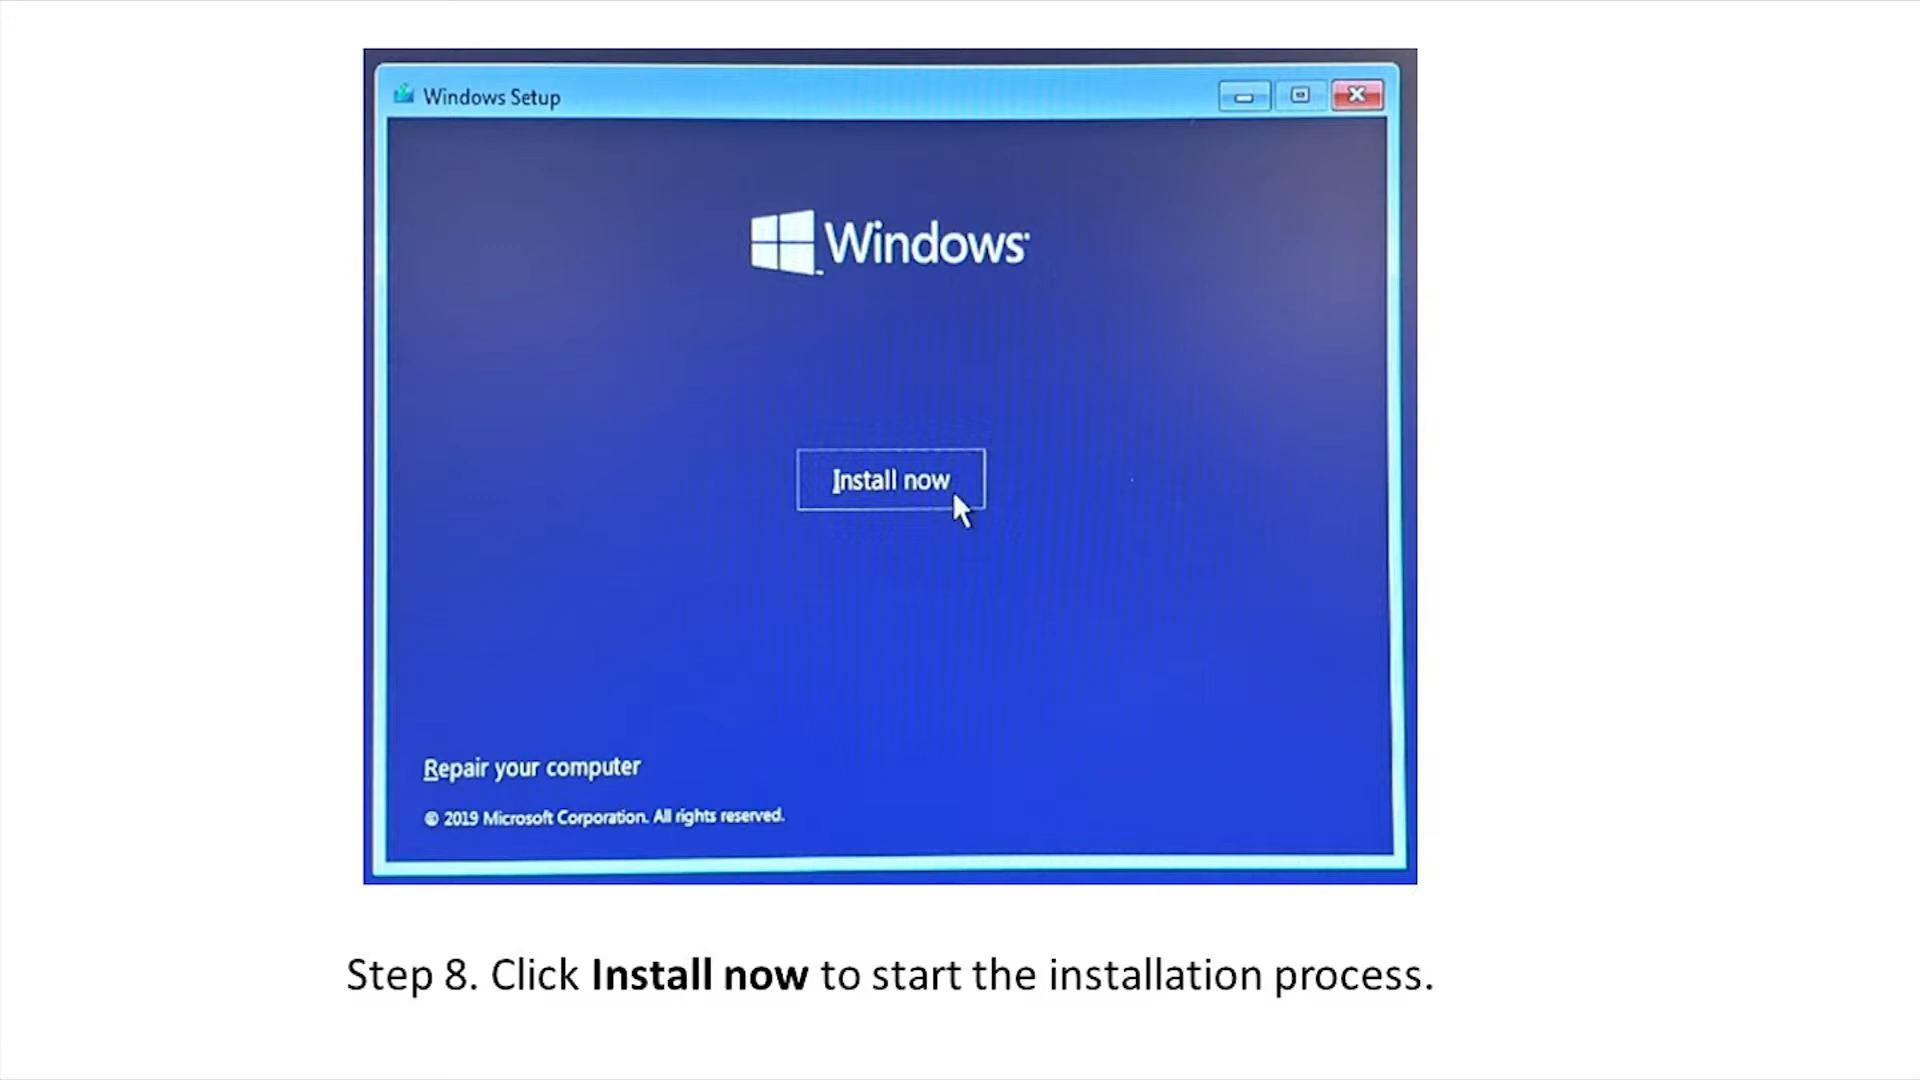 Windows Setup
Windows
Install now
Repair your computer
© 2019 Microsoft Corporation. All rights reserved.
Step 8. Click Install now to start the installation process.